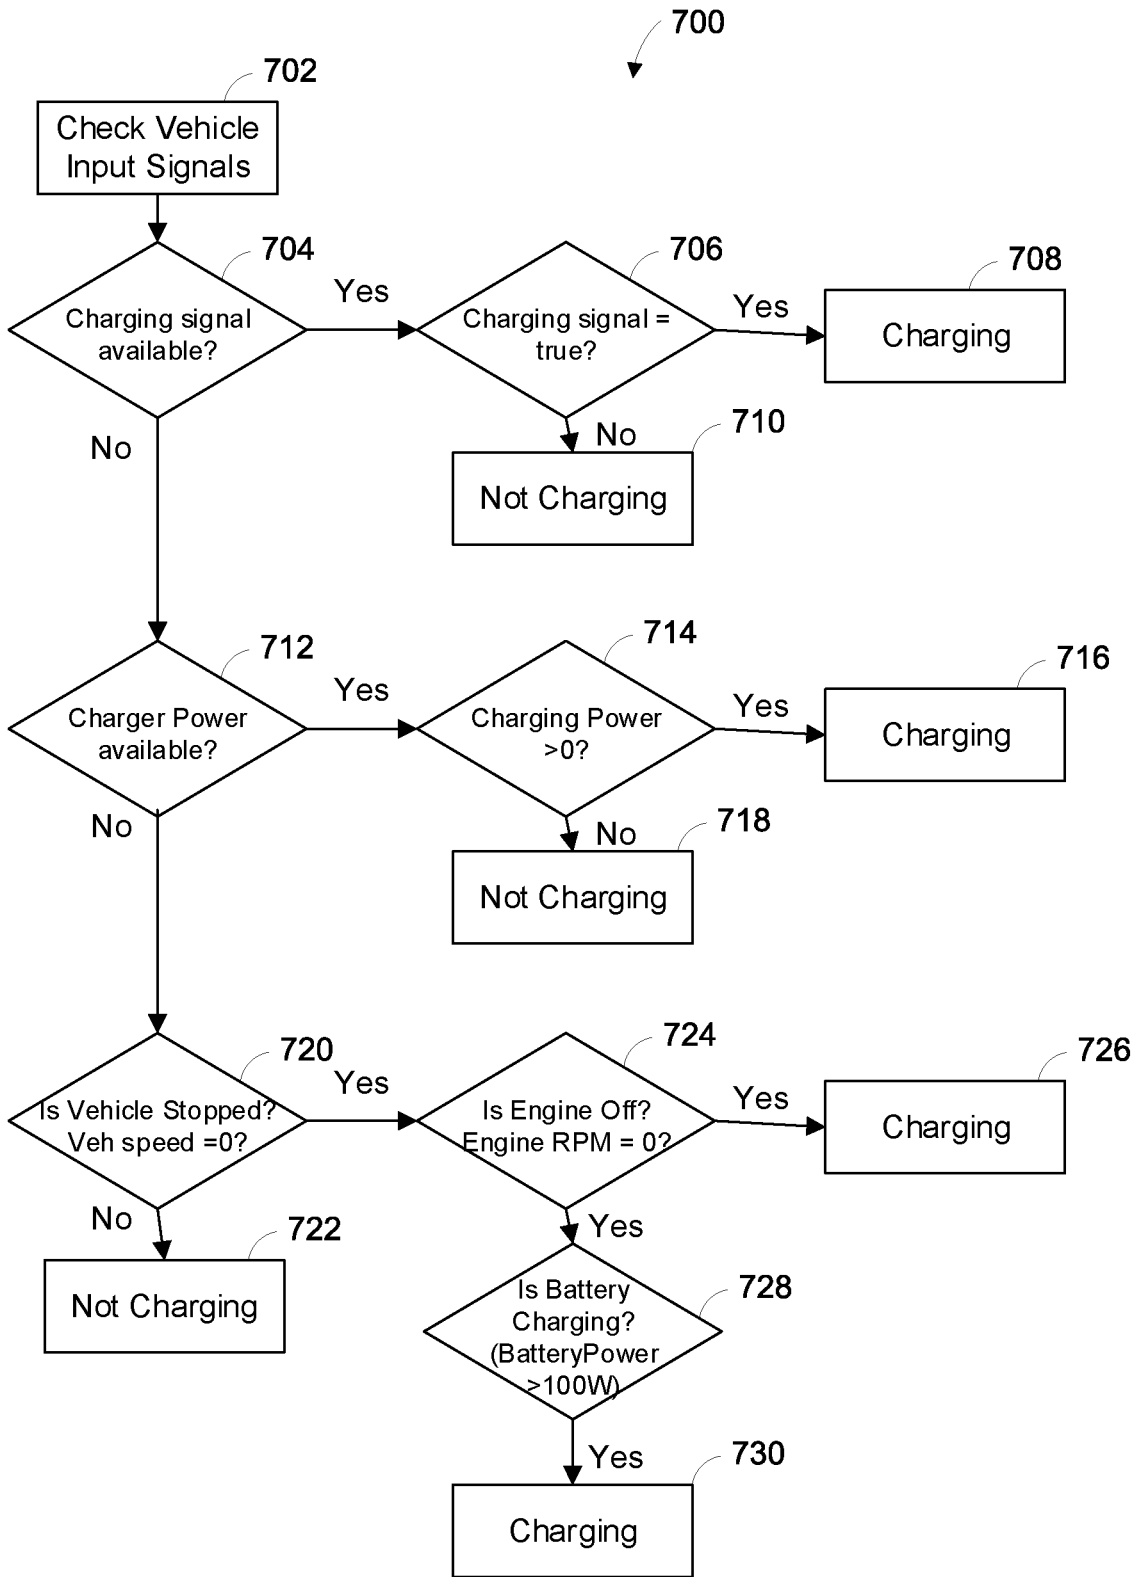 700
702
Check Vehicle
Input Signals
704
Charging signal
available?
Yes
706
Charging signal =
true?
Yes
708
Charging
No
No
710
Not Charging
712
Charger Power
available?
Yes
714
Charging Power
>0?
Yes
716
Charging
No
No
718
Not Charging
720
Is Vehicle Stopped?
Veh speed =0?
Yes
724
Is Engine Off?
Engine RPM = 0?
Yes
726
Charging
No
722
Not Charging
Yes
728
Is Battery
Charging?
(BatteryPower
>100W)
Yes
730
Charging